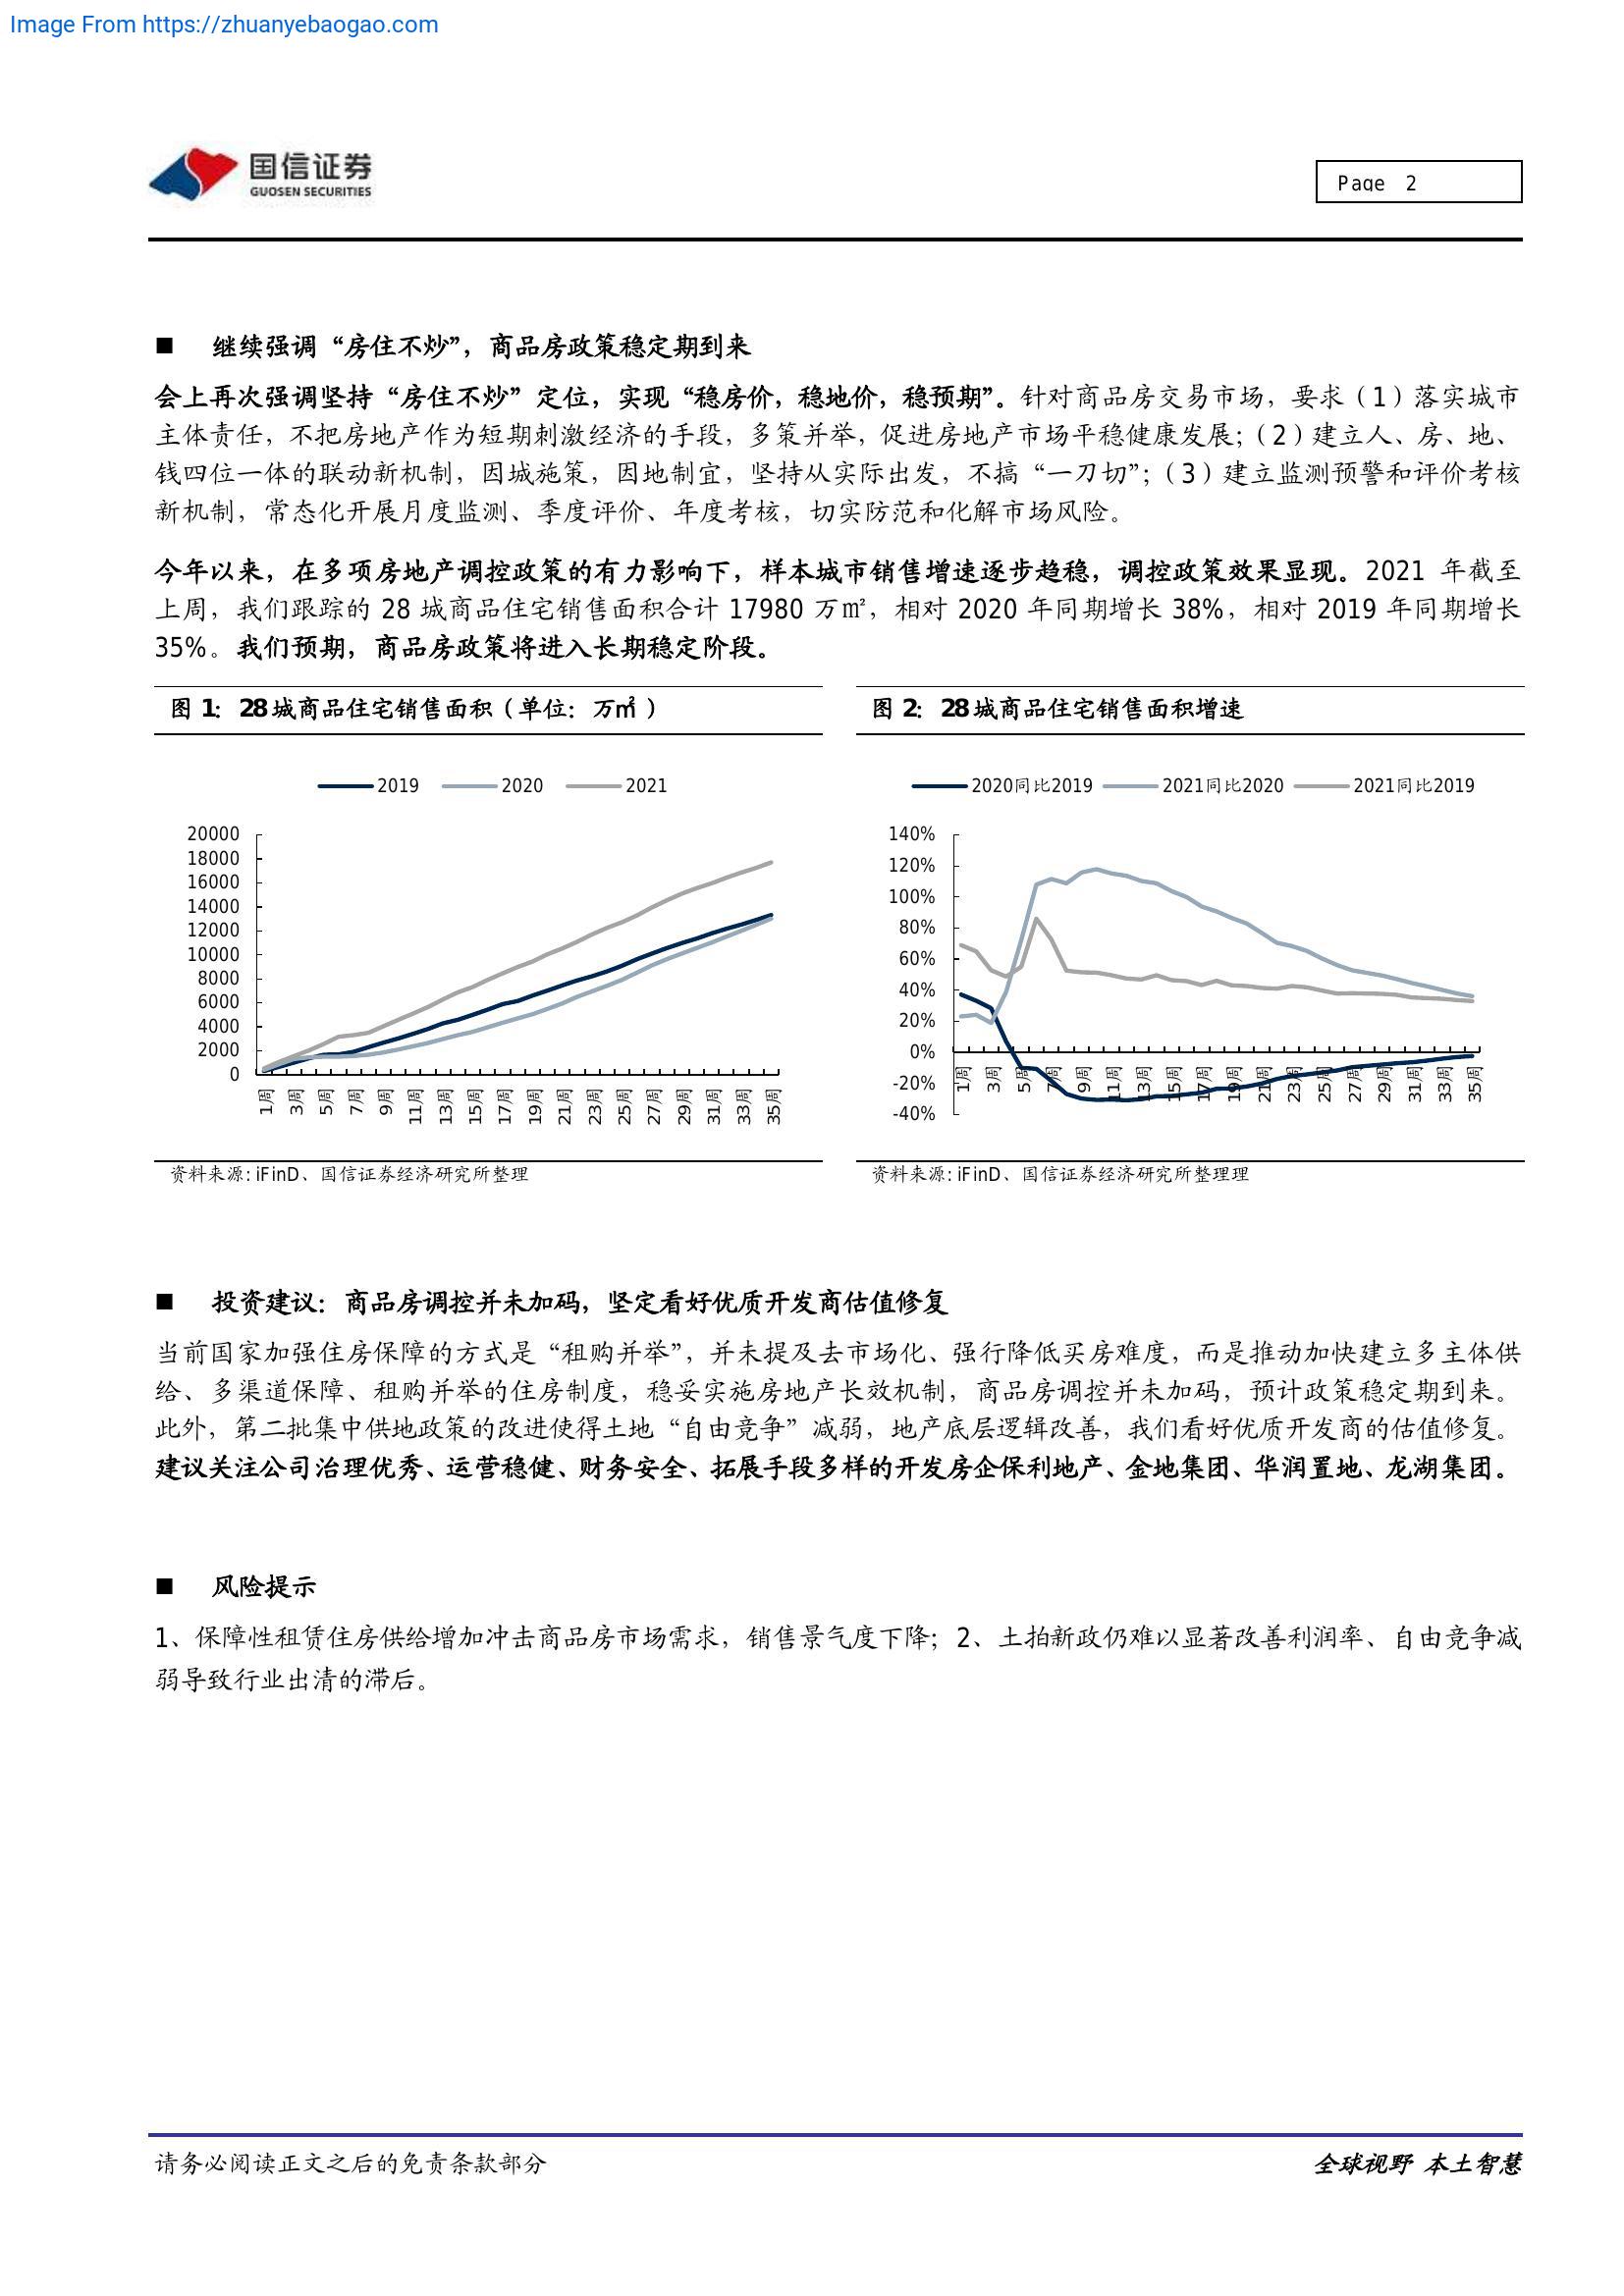 Image From https://zhuanyebaogao.com
国信证券
GUOSEN SECURITIES
Page 2
■ 继续强调“房住不炒”，商品房政策稳定期到来
会上再次强调坚持“房住不炒”定位，实现“稳房价，稳地价，稳预期”。针对商品房交易市场，要求（1）落实城市
主体责任，不把房地产作为短期刺激经济的手段，多策并举，促进房地产市场平稳健康发展；（2）建立人、房、地、
钱四位一体的联动新机制，因城施策，因地制宜，坚持从实际出发，不搞“一刀切”；（3）建立监测预警和评价考核
新机制，常态化开展月度监测、季度评价、年度考核，切实防范和化解市场风险。
今年以来，在多项房地产调控政策的有力影响下，样本城市销售增速逐步趋稳，调控政策效果显现。2021 年截至
上周，我们跟踪的 28 城商品住宅销售面积合计 17980 万㎡，相对 2020 年同期增长 38%，相对 2019 年同期增长
35%。我们预期，商品房政策将进入长期稳定阶段。
图 1：28 城商品住宅销售面积（单位：万㎡）
2019 2020 2021
20000
18000
16000
14000
12000
10000
8000
6000
4000
2000
0
1周 3周 5周 7周 9周 11周 13周 15周 17周 19周 21周 23周 25周 27周 29周 31周 33周 35周
资料来源: iFinD、国信证券经济研究所整理
图 2：28 城商品住宅销售面积增速
2020同比2019 2021同比2020 2021同比2019
140%
120%
100%
80%
60%
40%
20%
0%
-20%
-40%
1周 3周 5周 7周 9周 11周 13周 15周 17周 19周 21周 23周 25周 27周 29周 31周 33周 35周
资料来源: iFinD、国信证券经济研究所整理理
■ 投资建议：商品房调控并未加码，坚定看好优质开发商估值修复
当前国家加强住房保障的方式是“租购并举”，并未提及去市场化、强行降低买房难度，而是推动加快建立多主体供
给、多渠道保障、租购并举的住房制度，稳妥实施房地产长效机制，商品房调控并未加码，预计政策稳定期到来。
此外，第二批集中供地政策的改进使得土地“自由竞争”减弱，地产底层逻辑改善，我们看好优质开发商的估值修复。
建议关注公司治理优秀、运营稳健、财务安全、拓展手段多样的开发房企保利地产、金地集团、华润置地、龙湖集团。
■ 风险提示
1、保障性租赁住房供给增加冲击商品房市场需求，销售景气度下降；2、土拍新政仍难以显著改善利润率、自由竞争减
弱导致行业出清的滞后。
请务必阅读正文之后的免责条款部分
全球视野 本土智慧